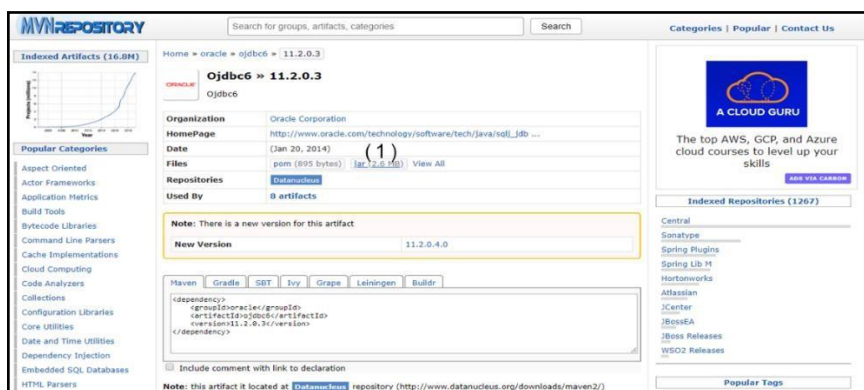 MVNREPOSITORY
Search for groups, artifacts, categories
Search
Categories | Popular | Contact Us
Indexed Artifacts (16.8M)
Projects (millions)
Year
Popular Categories
Aspect Oriented
Actor Frameworks
Application Metrics
Build Tools
Bytecode Libraries
Command Line Parsers
Cache Implementations
Cloud Computing
Code Analyzers
Collections
Configuration Libraries
Core Utilities
Date and Time Utilities
Dependency Injection
Embedded SQL Databases
HTML Parsers
Home » oracle » ojdbc6 » 11.2.0.3
ORACLE
Ojdbc6 » 11.2.0.3
Ojdbc6
Organization Oracle Corporation
HomePage http://www.oracle.com/technology/software/tech/java/sqlj_jdb ...
Date (Jan 20, 2014)
(1)
Files pom (895 bytes) jar (2.6 MB) View All
Repositories Datanucleus
Used By 8 artifacts
Note: There is a new version for this artifact
New Version 11.2.0.4.0
Maven Gradle SBT Ivy Grape Leiningen Buildr
<dependency>
<groupId>oracle</groupId>
<artifactId>ojdbc6</artifactId>
<version>11.2.0.3</version>
</dependency>
Include comment with link to declaration
Note: this artifact it located at Datanucleus repository (http://www.datanucleus.org/downloads/maven2/)
A CLOUD GURU
The top AWS, GCP, and Azure
cloud courses to level up your
skills
ADS VIA CARBON
Indexed Repositories (1267)
Central
Sonatype
Spring Plugins
Spring Lib M
Hortonworks
Atlassian
JCenter
JBossEA
JBoss Releases
WSO2 Releases
Popular Tags